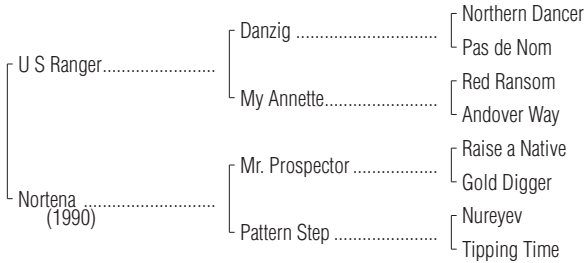 Northern Dancer
Danzig ................................
Pas de Nom
U S Ranger.........................
Red Ransom
My Annette.........................
Andover Way
Raise a Native
Mr. Prospector ..................
Gold Digger
Nortena .............................
(1990)
Nureyev
Pattern Step ......................
Tipping Time